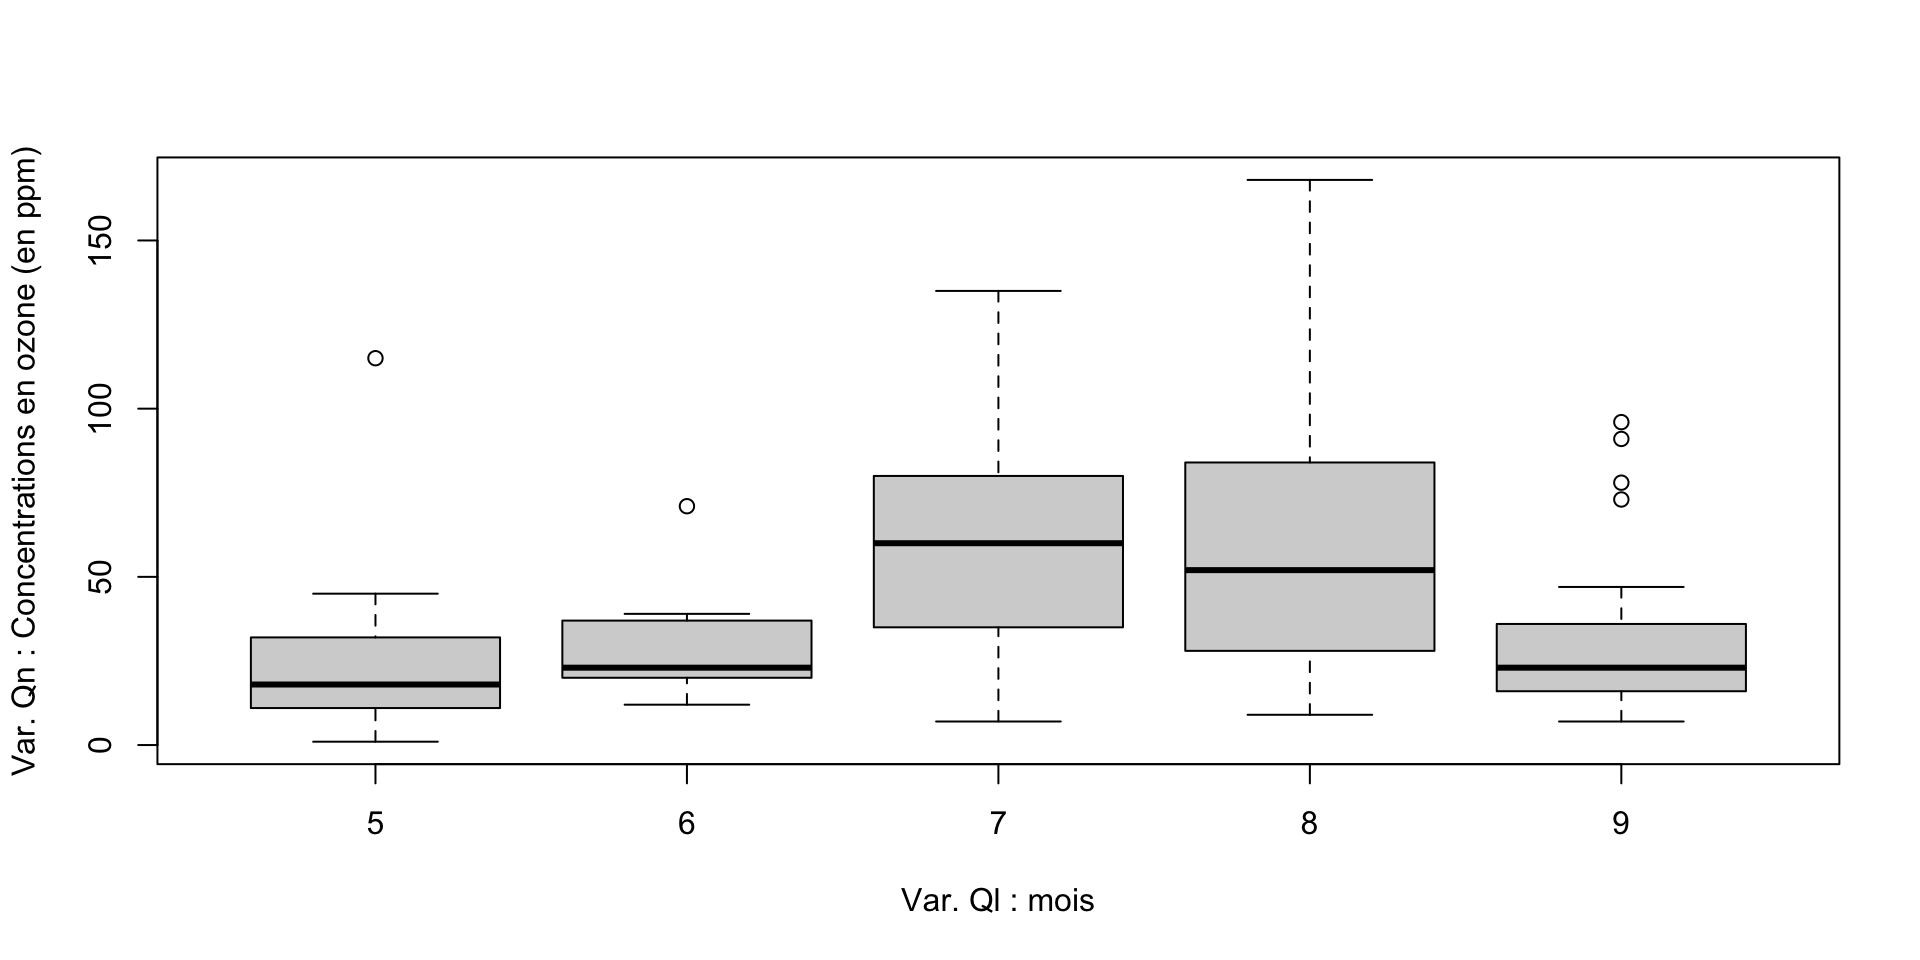 Var. Qn : Concentrations en ozone (en ppm)
150
100
50
0
5 6 7 8 9
Var. Ql : mois